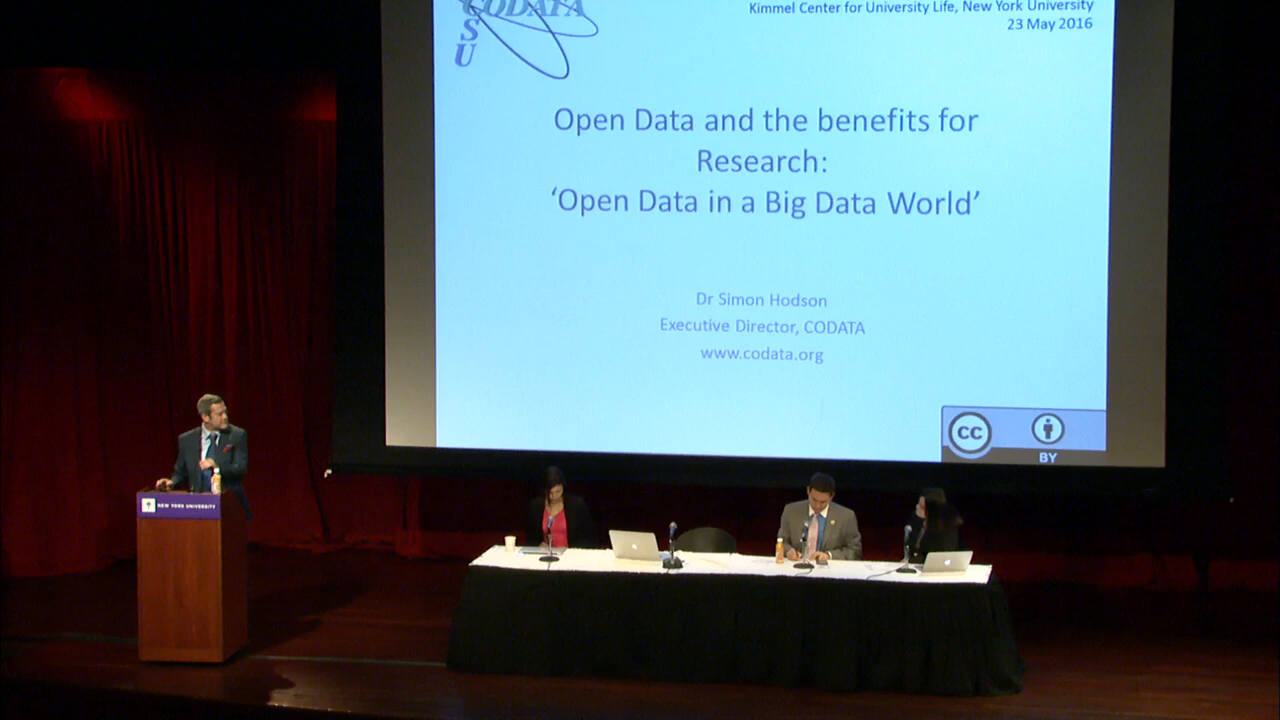 CODATA
S
U
Kimmel Center for University Life, New York University
23 May 2016
Open Data and the benefits for
Research:
‘Open Data in a Big Data World’
Dr Simon Hodson
Executive Director, CODATA
www.codata.org
cc
BY
NEW YORK UNIVERSITY